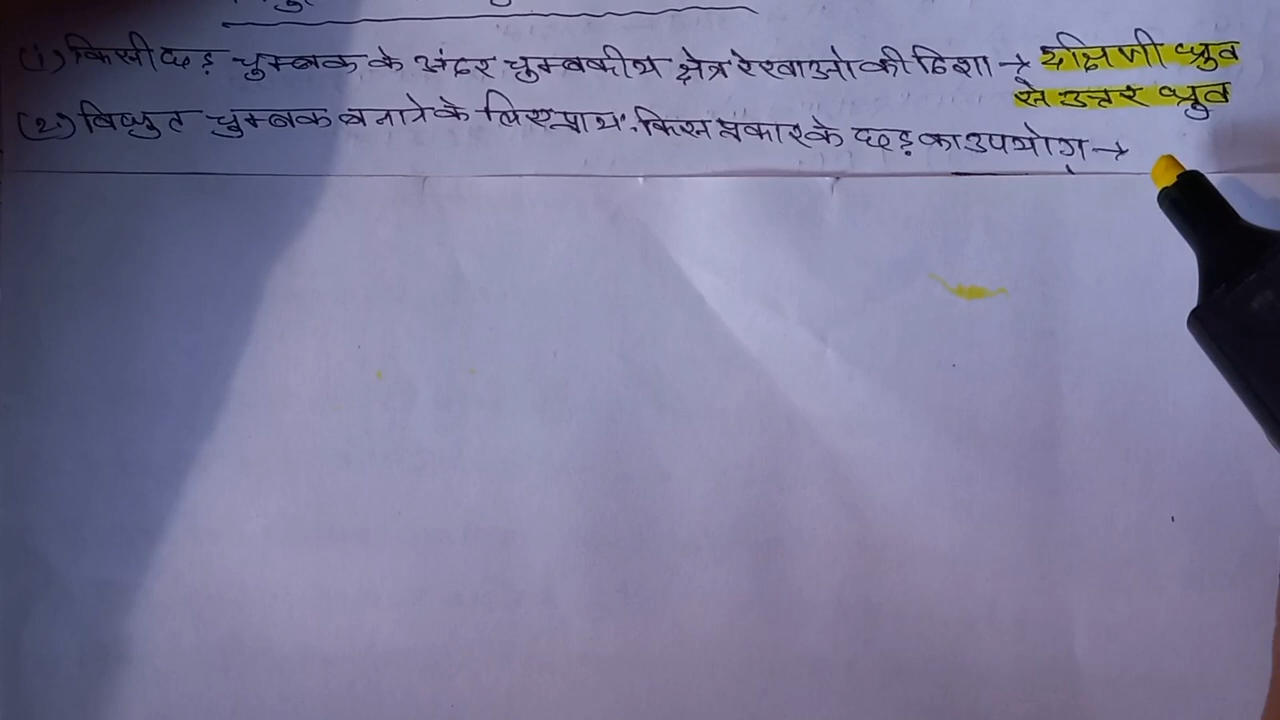 (1) किसी छड़ चुम्बक के अंदर चुम्बकीय क्षेत्र रेखाओ की दिशा → दक्षिणी ध्रुव
से उत्तर ध्रुव
(2) विधुत चुम्बक बनाने के लिए प्रायः किस प्रकार के छड़ का उपयोग →